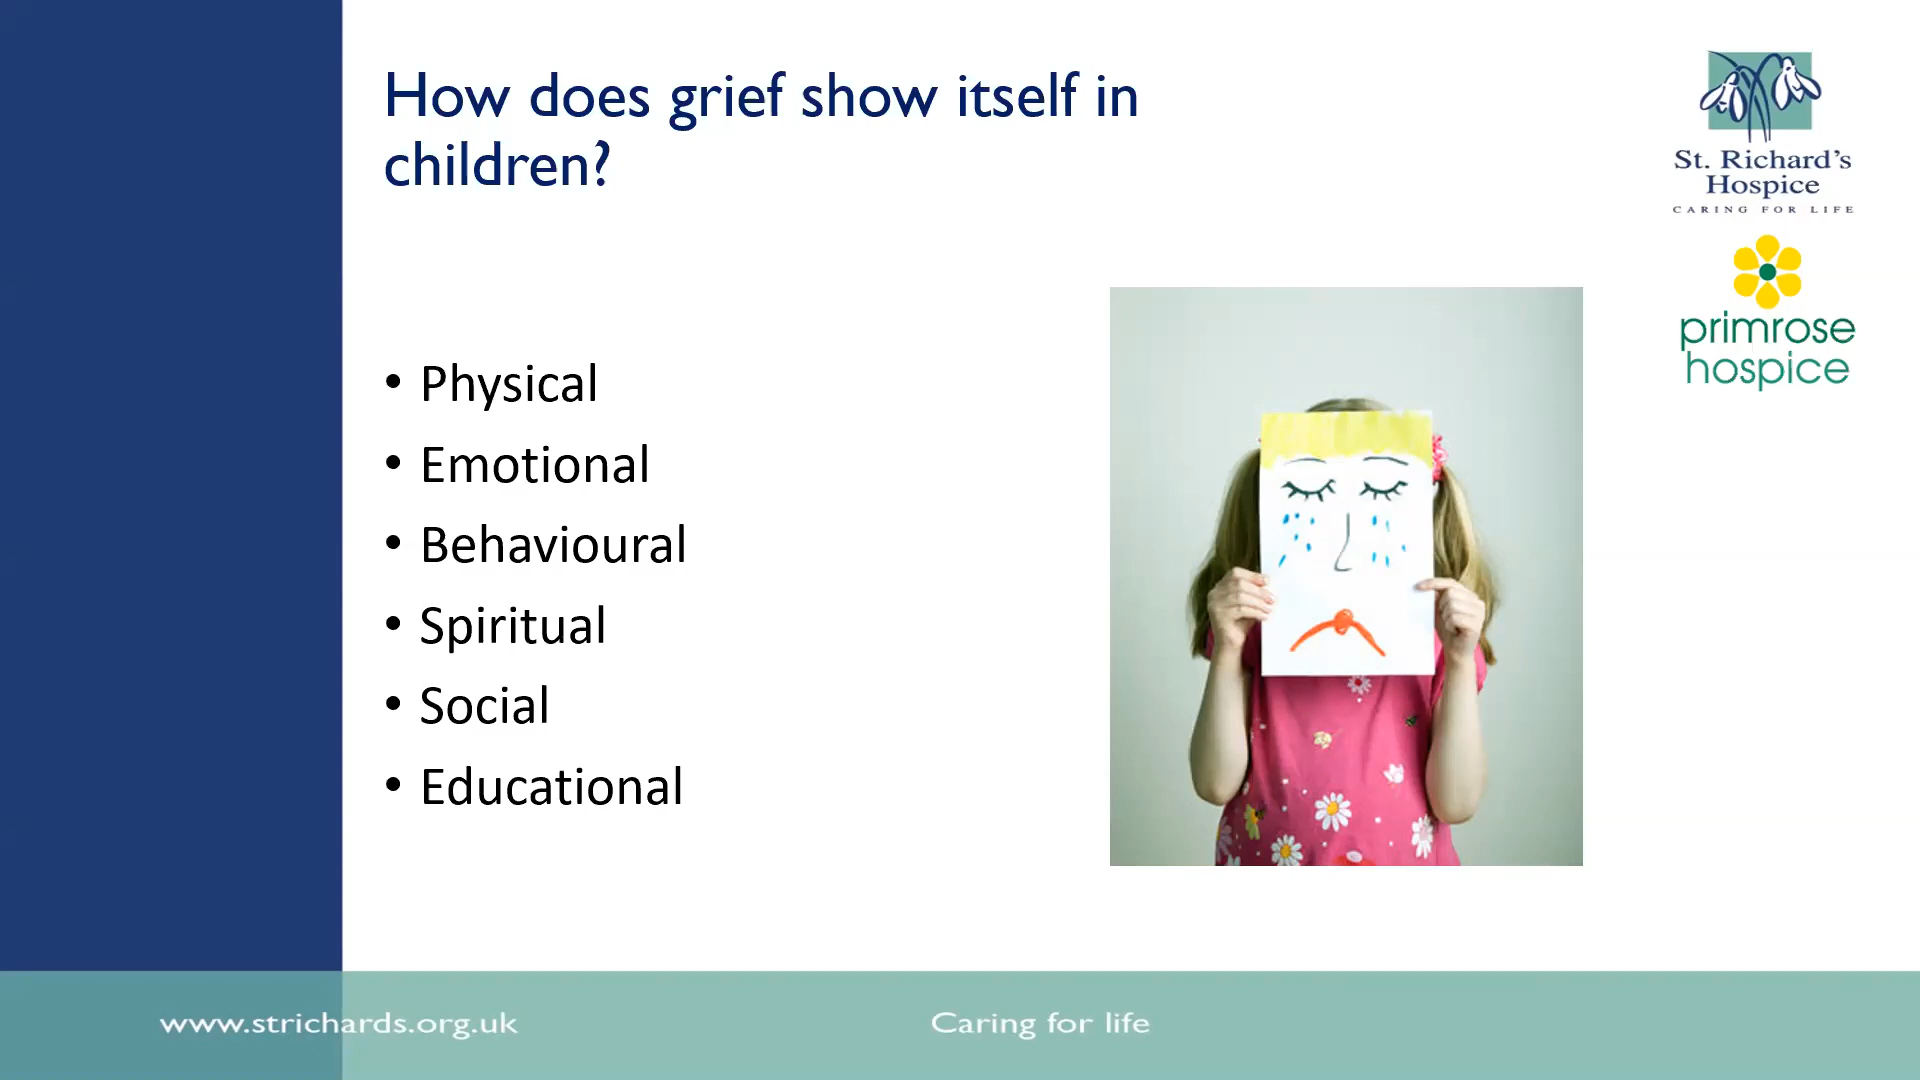 How does grief show itself in
children?
St. Richard's
Hospice
CARING FOR LIFE
primrose
hospice
• Physical
• Emotional
• Behavioural
• Spiritual
• Social
• Educational
www.strichards.org.uk
Caring for life